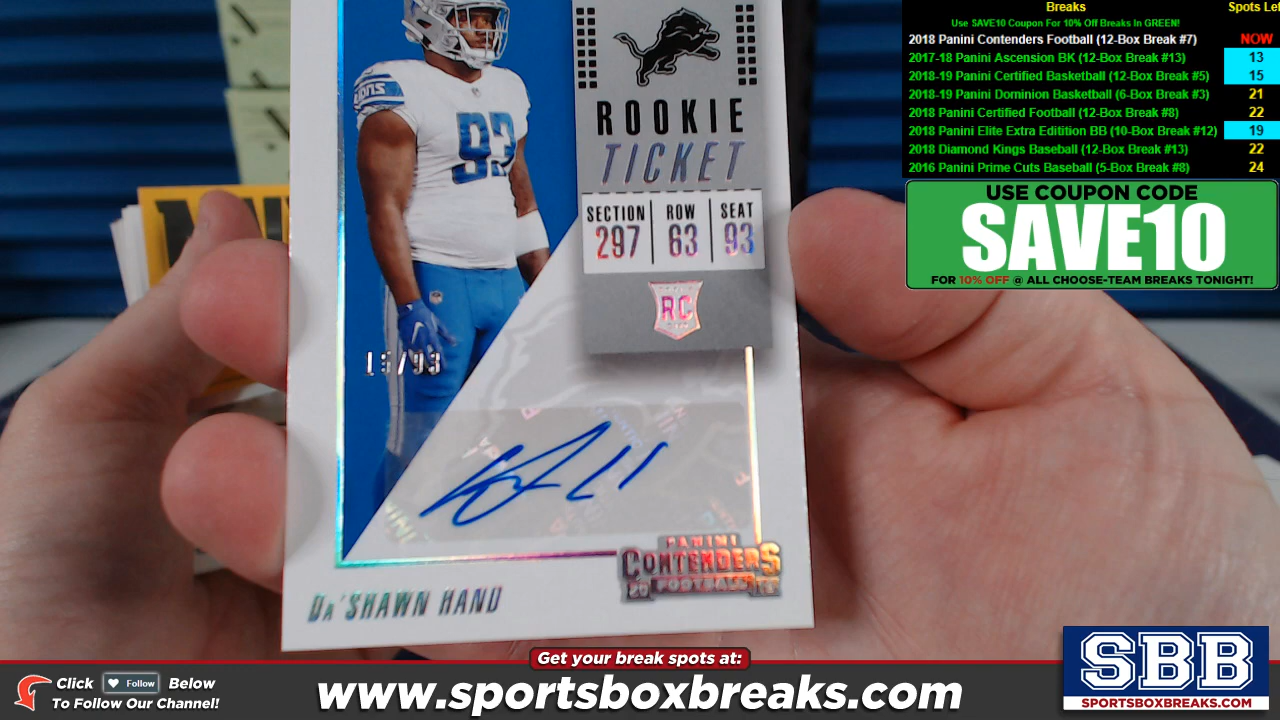 Breaks Spots Lef
Use SAVE10 Coupon For 10% Off Breaks In GREEN!
2018 Panini Contenders Football (12-Box Break #7) NOW
2017-18 Panini Ascension BK (12-Box Break #13) 13
2018-19 Panini Certified Basketball (12-Box Break #5) 15
2018-19 Panini Dominion Basketball (6-Box Break #3) 21
2018 Panini Certified Football (12-Box Break #8) 22
2018 Panini Elite Extra Edition BB (10-Box Break #12) 19
2018 Diamond Kings Baseball (12-Box Break #13) 22
2016 Panini Prime Cuts Baseball (5-Box Break #8) 24
USE COUPON CODE
SAVE10
FOR 10% OFF @ ALL CHOOSE-TEAM BREAKS TONIGHT!
93
ROOKIE
TICKET
SECTION ROW SEAT
297 63 93
RC
15/93
PANINI
CONTENDERS
FOOTBALL
DA'SHAWN HAND
Get your break spots at:
Click Follow Below
To Follow Our Channel!
www.sportsboxbreaks.com
SBB
SPORTSBOXBREAKS.COM